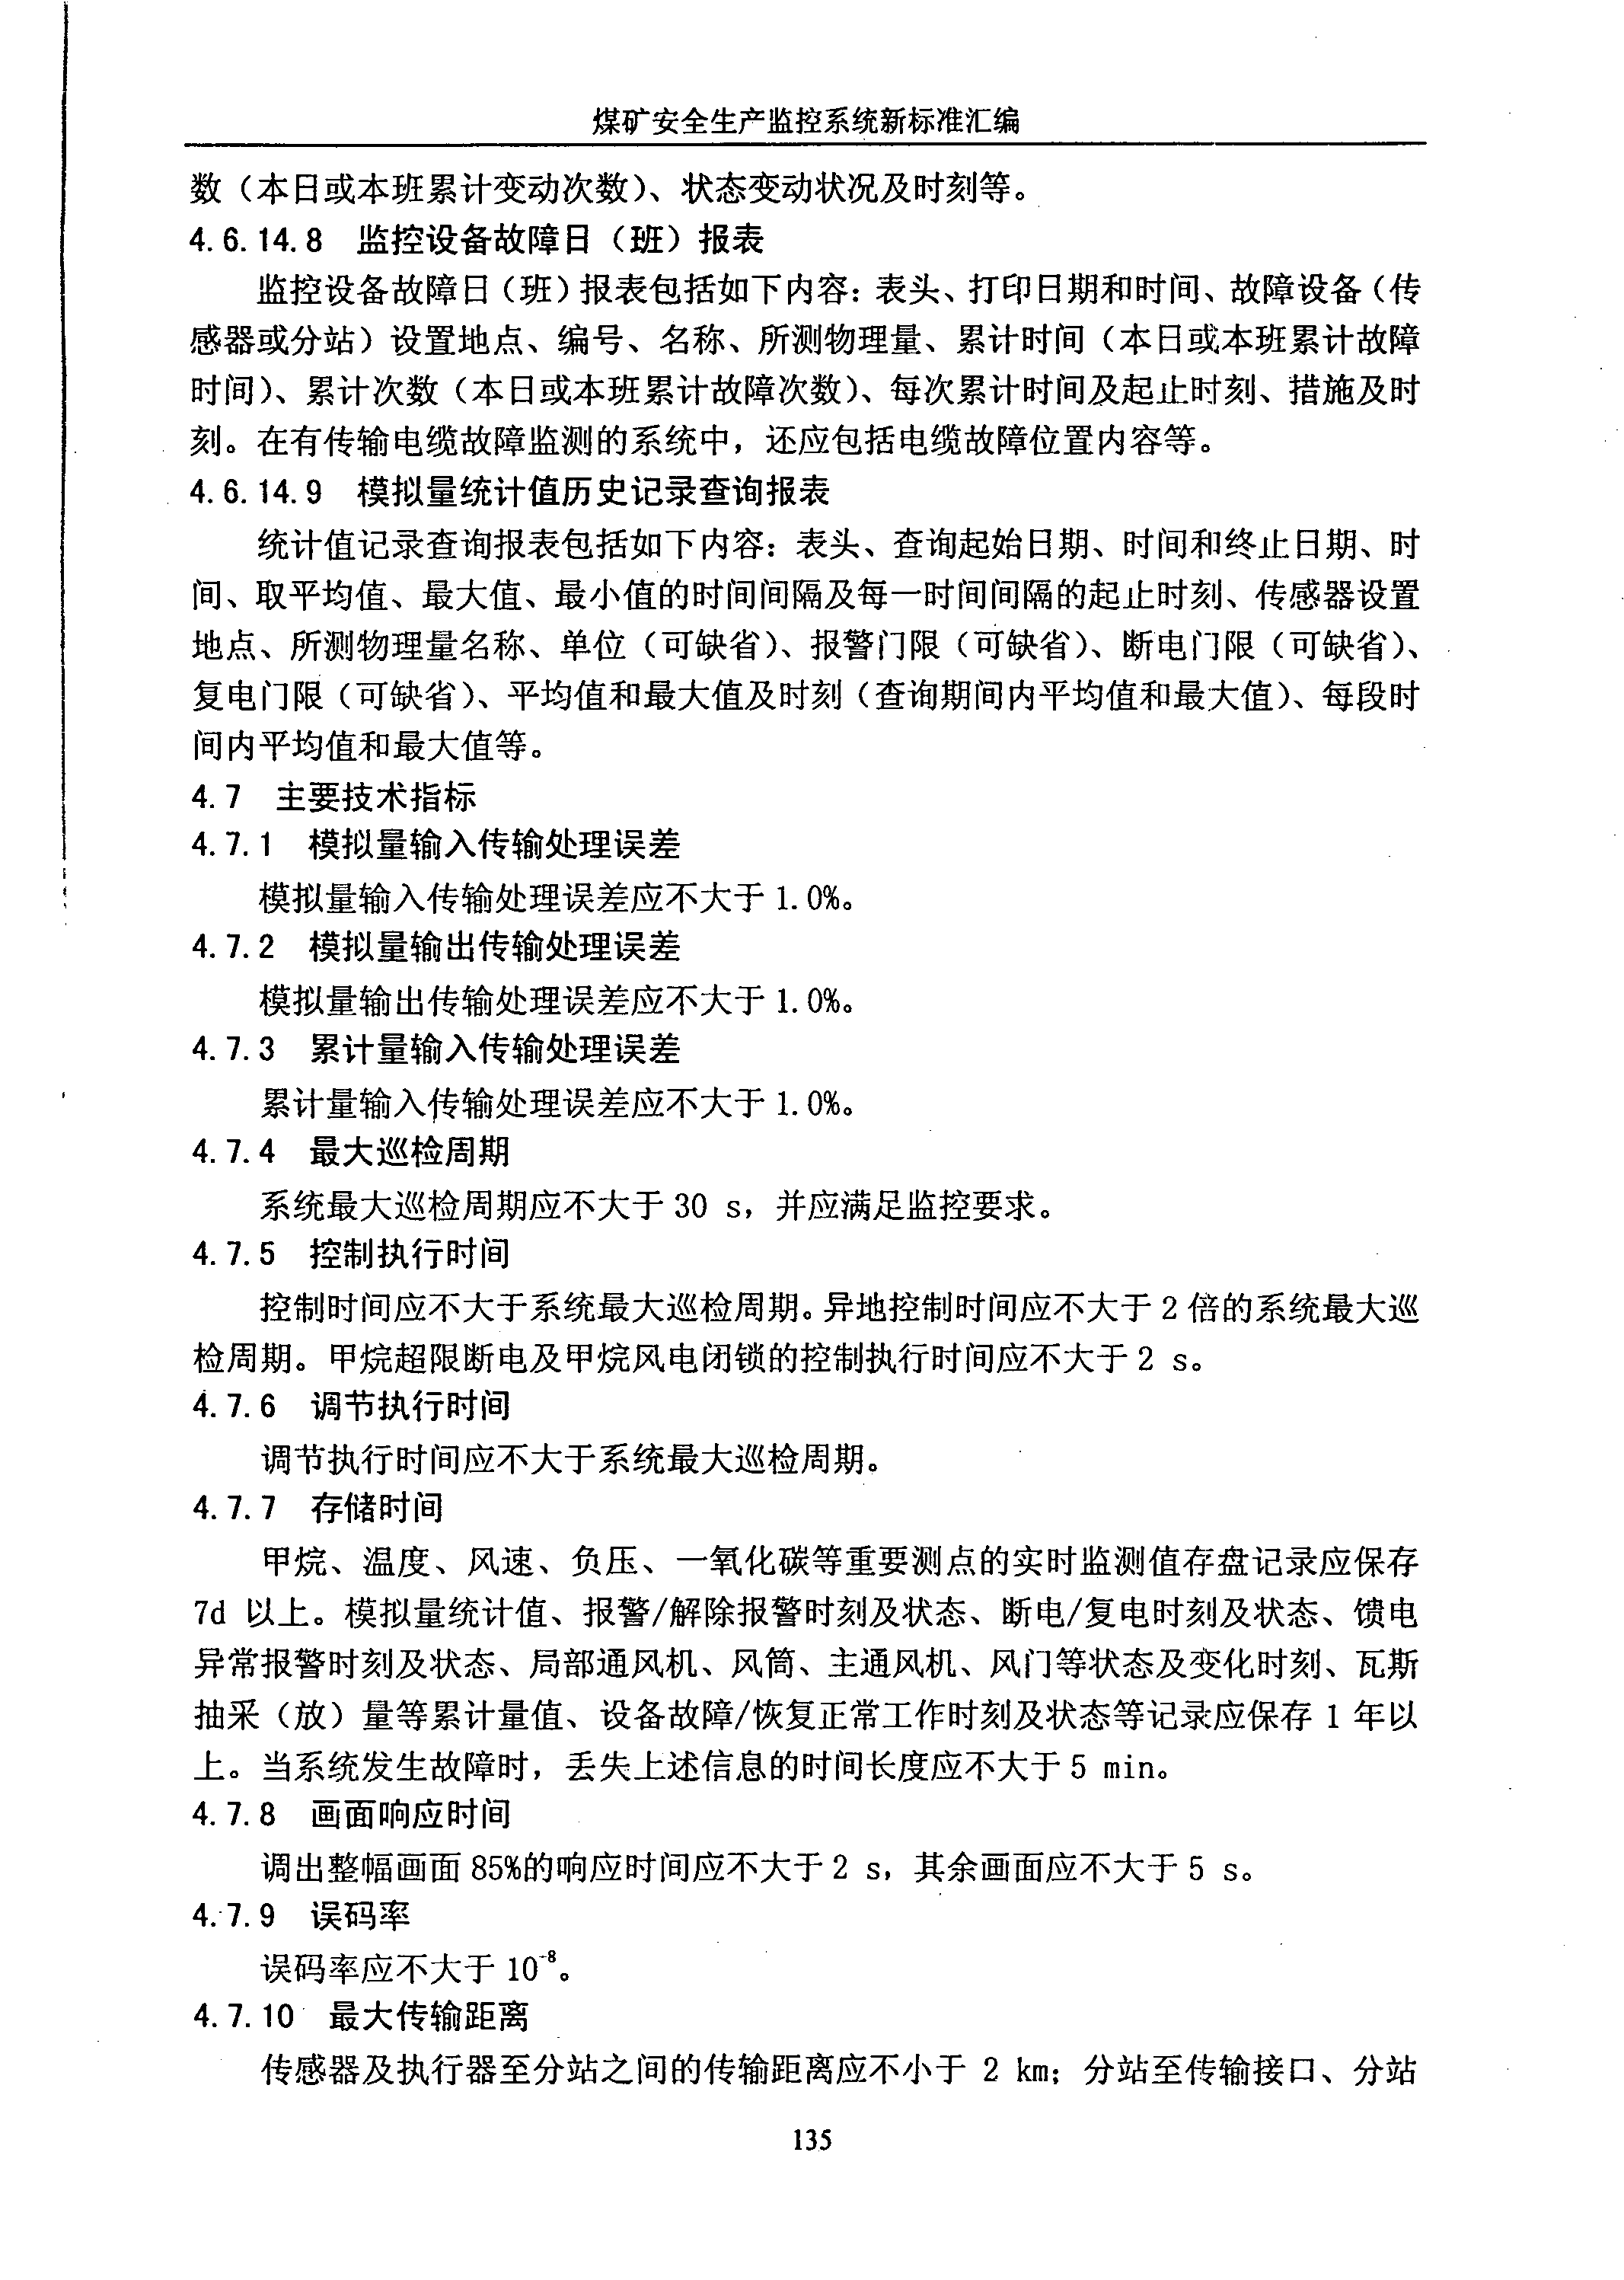 煤矿安全生产监控系统新标准汇编
数（本日或本班累计变动次数）、状态变动状况及时刻等。
4.6.14.8 监控设备故障日（班）报表
监控设备故障日（班）报表包括如下内容：表头、打印日期和时间、故障设备（传
感器或分站）设置地点、编号、名称、所测物理量、累计时间（本日或本班累计故障
时间）、累计次数（本日或本班累计故障次数）、每次累计时间及起止时刻、措施及时
刻。在有传输电缆故障监测的系统中，还应包括电缆故障位置内容等。
4.6.14.9 模拟量统计值历史记录查询报表
统计值记录查询报表包括如下内容：表头、查询起始日期、时间和终止日期、时
间、取平均值、最大值、最小值的时间间隔及每一时间间隔的起止时刻、传感器设置
地点、所测物理量名称、单位（可缺省）、报警门限（可缺省）、断电门限（可缺省）、
复电门限（可缺省）、平均值和最大值及时刻（查询期间内平均值和最大值）、每段时
间内平均值和最大值等。
4.7 主要技术指标
4.7.1 模拟量输入传输处理误差
模拟量输入传输处理误差应不大于 1.0%。
4.7.2 模拟量输出传输处理误差
模拟量输出传输处理误差应不大于 1.0%。
4.7.3 累计量输入传输处理误差
累计量输入传输处理误差应不大于 1.0%。
4.7.4 最大巡检周期
系统最大巡检周期应不大于 30 s，并应满足监控要求。
4.7.5 控制执行时间
控制时间应不大于系统最大巡检周期。异地控制时间应不大于 2 倍的系统最大巡
检周期。甲烷超限断电及甲烷风电闭锁的控制执行时间应不大于 2 s。
4.7.6 调节执行时间
调节执行时间应不大于系统最大巡检周期。
4.7.7 存储时间
甲烷、温度、风速、负压、一氧化碳等重要测点的实时监测值存盘记录应保存
7d 以上。模拟量统计值、报警/解除报警时刻及状态、断电/复电时刻及状态、馈电
异常报警时刻及状态、局部通风机、风筒、主通风机、风门等状态及变化时刻、瓦斯
抽采（放）量等累计量值、设备故障/恢复正常工作时刻及状态等记录应保存 1 年以
上。当系统发生故障时，丢失上述信息的时间长度应不大于 5 min。
4.7.8 画面响应时间
调出整幅画面 85%的响应时间应不大于 2 s，其余画面应不大于 5 s。
4.7.9 误码率
误码率应不大于 10⁻⁸。
4.7.10 最大传输距离
传感器及执行器至分站之间的传输距离应不小于 2 km；分站至传输接口、分站
135